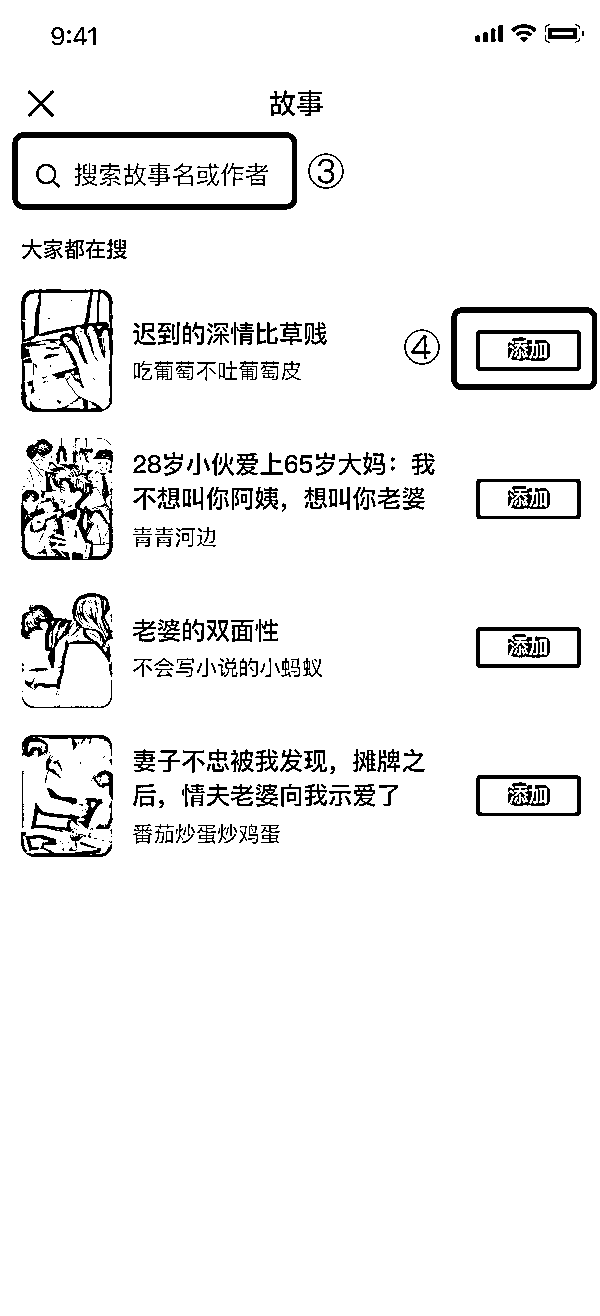 9:41
故事
搜索故事名或作者
③
大家都在搜
迟到的深情比草贱
吃葡萄不吐葡萄皮
④
添加
28岁小伙爱上65岁大妈：我
不想叫你阿姨，想叫你老婆
青青河边
添加
老婆的双面性
不会写小说的小蚂蚁
添加
妻子不忠被我发现，摊牌之
后，情夫老婆向我示爱了
番茄炒蛋炒鸡蛋
添加